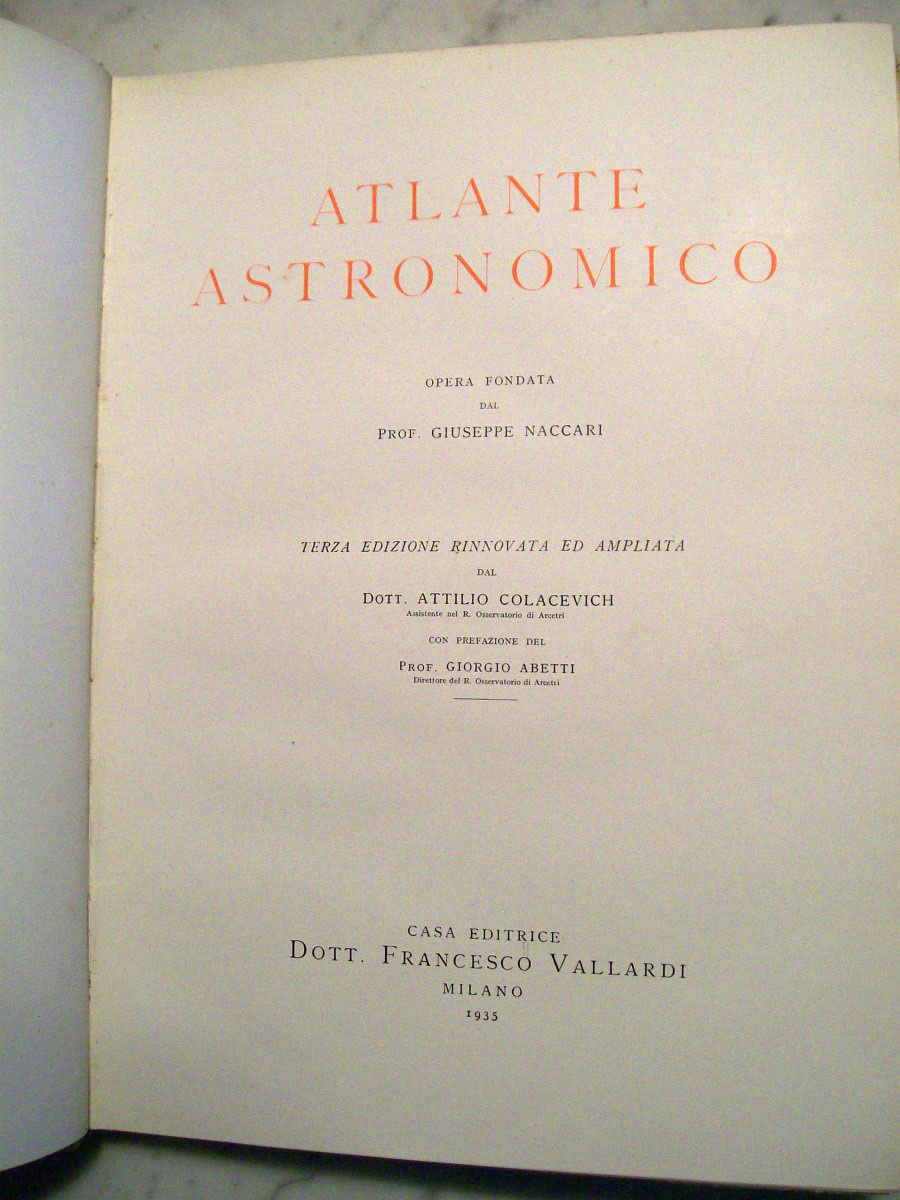 ATLANTE
ASTRONOMICO
OPERA FONDATA
DAL
PROF. GIUSEPPE NACCARI
TERZA EDIZIONE RINNOVATA ED AMPLIATA
DAL
DOTT. ATTILIO COLACEVICH
Assistente nel R. Osservatorio di Arcetri
CON PREFAZIONE DEL
PROF. GIORGIO ABETTI
Direttore del R. Osservatorio di Arcetri
CASA EDITRICE
DOTT. FRANCESCO VALLARDI
MILANO
1935